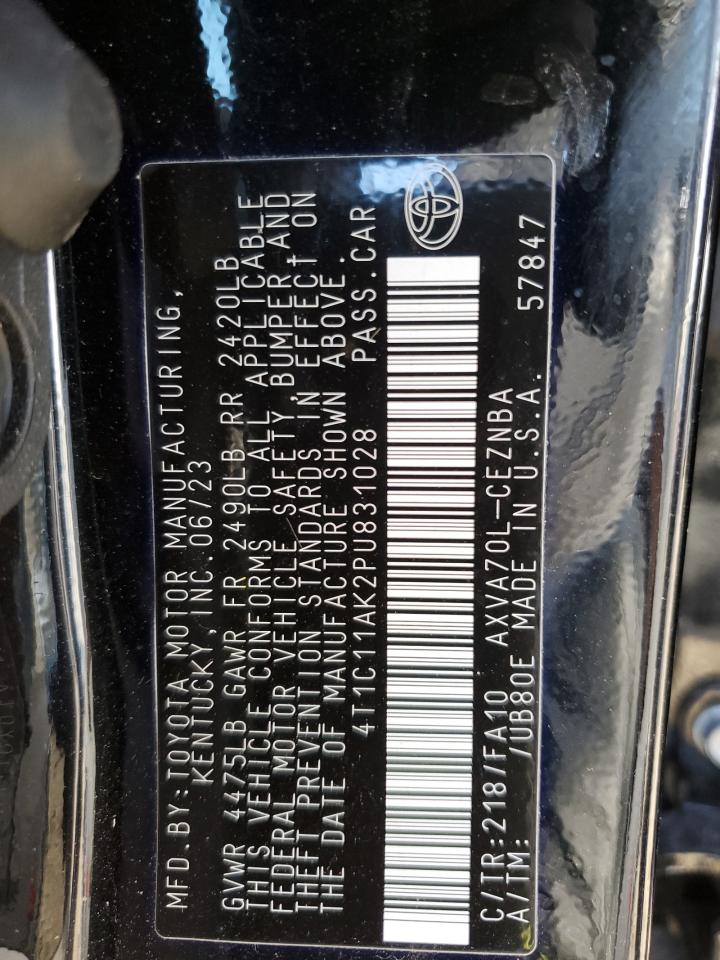 MFD.BY:TOYOTA MOTOR MANUFACTURING,
KENTUCKY, INC.06/23
GVWR 4475LB GAWR FR 2490LB RR 2420LB
THIS VEHICLE CONFORMS TO ALL APPLICABLE
FEDERAL MOTOR VEHICLE SAFETY, BUMPER AND
THEFT PREVENTION STANDARDS IN EFFECT ON
THE DATE OF MANUFACTURE SHOWN ABOVE.
4T1C11AK2PU831028 PASS.CAR
C/TR:218/FA10 AXVA70L-CEZNBA
A/TM: /UB80E MADE IN U.S.A. 57847